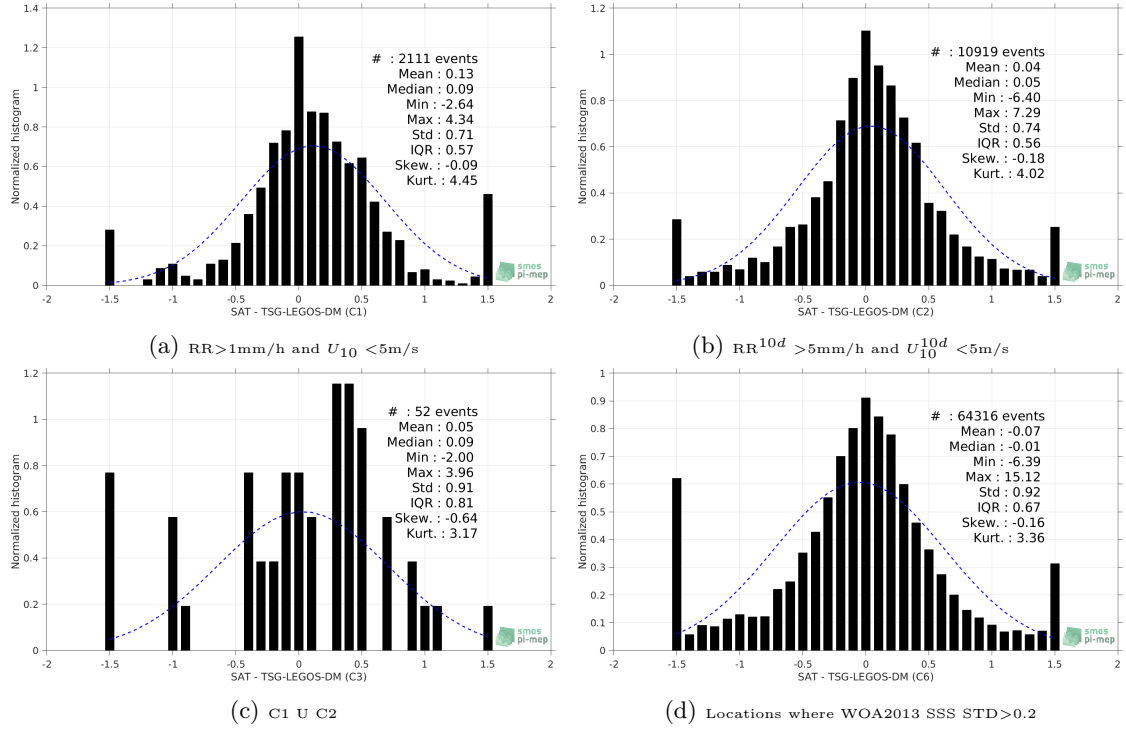 1.4
1.2
1
0.8
0.6
0.4
0.2
0
Normalized histogram
# : 2111 events
Mean : 0.13
Median : 0.09
Min : -2.64
Max : 4.34
Std : 0.71
IQR : 0.57
Skew. : -0.09
Kurt. : 4.45
smos
pi-mep
-2 -1.5 -1 -0.5 0 0.5 1 1.5 2
SAT - TSG-LEGOS-DM (C1)
(a) RR>1mm/h and U10 <5m/s
1.2
1
0.8
0.6
0.4
0.2
0
Normalized histogram
# : 10919 events
Mean : 0.04
Median : 0.05
Min : -6.40
Max : 7.29
Std : 0.74
IQR : 0.56
Skew. : -0.18
Kurt. : 4.02
smos
pi-mep
-2 -1.5 -1 -0.5 0 0.5 1 1.5 2
SAT - TSG-LEGOS-DM (C2)
(b) RR10d >5mm/h and U10 10d <5m/s
1.2
1
0.8
0.6
0.4
0.2
0
Normalized histogram
# : 52 events
Mean : 0.05
Median : 0.09
Min : -2.00
Max : 3.96
Std : 0.91
IQR : 0.81
Skew. : -0.64
Kurt. : 3.17
smos
pi-mep
-2 -1.5 -1 -0.5 0 0.5 1 1.5 2
SAT - TSG-LEGOS-DM (C3)
(c) C1 U C2
1
0.9
0.8
0.7
0.6
0.5
0.4
0.3
0.2
0.1
0
Normalized histogram
# : 64316 events
Mean : -0.07
Median : -0.01
Min : -6.39
Max : 15.12
Std : 0.92
IQR : 0.67
Skew. : -0.16
Kurt. : 3.36
smos
pi-mep
-2 -1.5 -1 -0.5 0 0.5 1 1.5 2
SAT - TSG-LEGOS-DM (C6)
(d) Locations where WOA2013 SSS STD>0.2